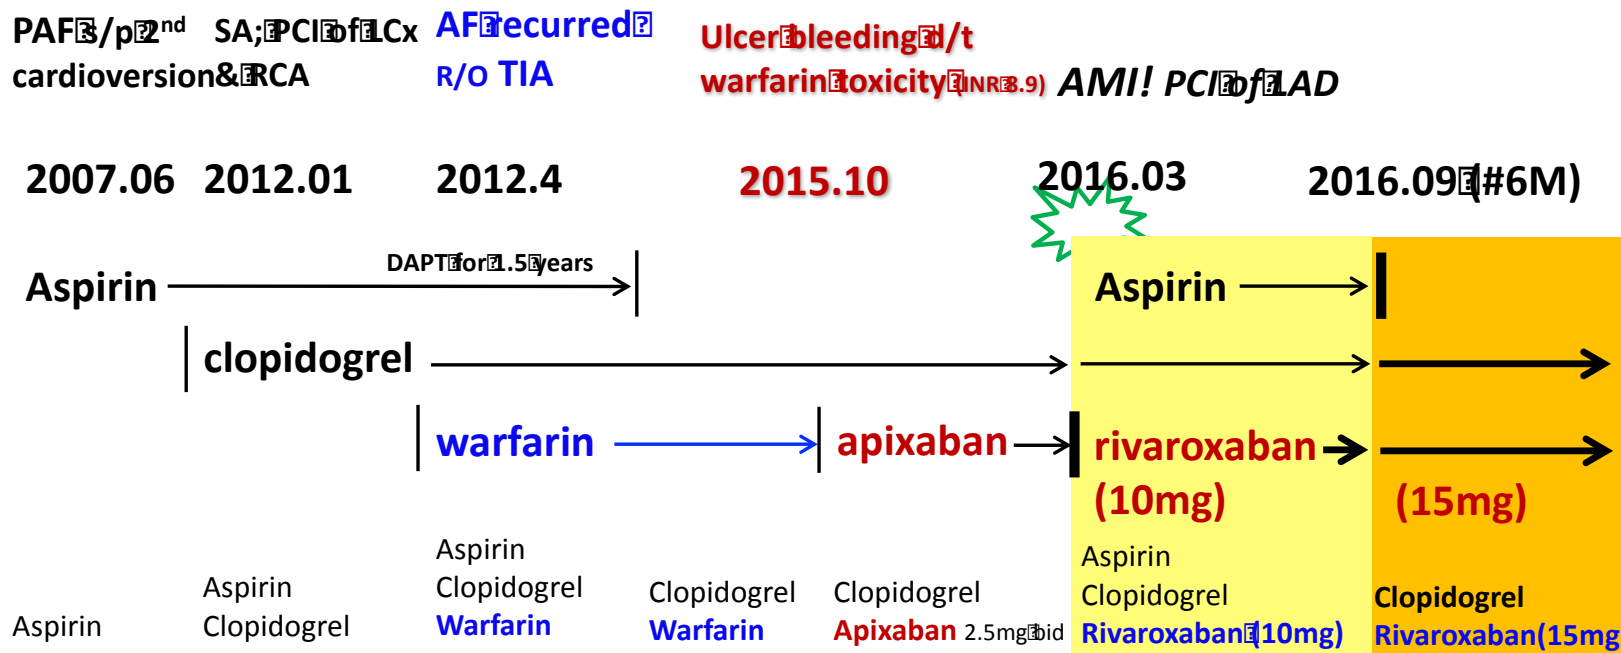 PAF s/p 2nd
cardioversion
SA; PCI of LCx
& RCA
AF recurred
R/O TIA
Ulcer bleeding d/t
warfarin toxicity (INR 8.9)
AMI! PCI of LAD
2007.06
2012.01
2012.4
2015.10
2016.03
2016.09 (#6M)
Aspirin
DAPT for 1.5 years
Aspirin
clopidogrel
warfarin
apixaban
rivaroxaban
(10mg)
(15mg)
Aspirin
Aspirin
Clopidogrel
Aspirin
Clopidogrel
Warfarin
Clopidogrel
Warfarin
Clopidogrel
Apixaban 2.5mg bid
Aspirin
Clopidogrel
Rivaroxaban (10mg)
Clopidogrel
Rivaroxaban(15mg